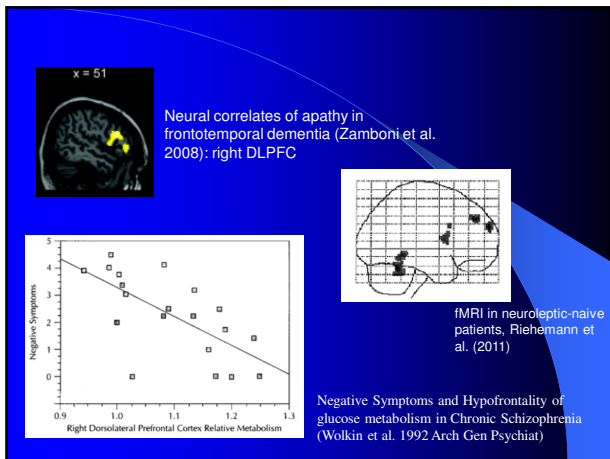 x = 51
Neural correlates of apathy in
frontotemporal dementia (Zamboni et al.
2008): right DLPFC
fMRI in neuroleptic-naive
patients, Riehemann et
al. (2011)
5
4
3
2
1
0
Negative Symptoms
0.9 1.0 1.1 1.2 1.3
Right Dorsolateral Prefrontal Cortex Relative Metabolism
Negative Symptoms and Hypofrontality of
glucose metabolism in Chronic Schizophrenia
(Wolkin et al. 1992 Arch Gen Psychiat)